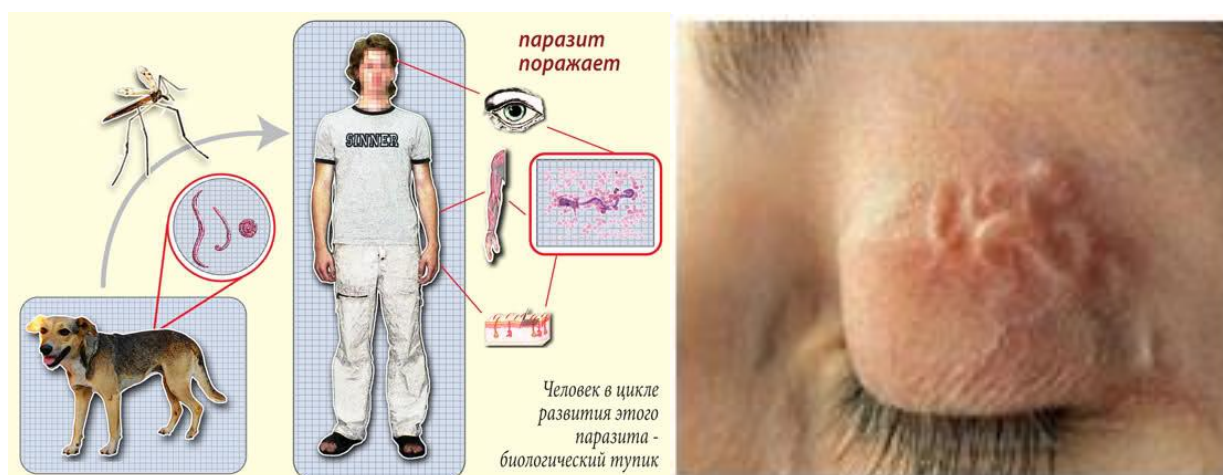 паразит
поражает
SINNER
Человек в цикле
развития этого
паразита -
биологический тупик